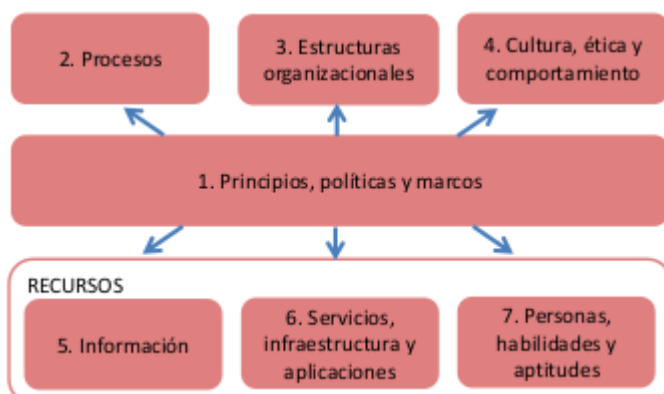 2. Procesos
3. Estructuras
organizacionales
4. Cultura, ética y
comportamiento
1. Principios, políticas y marcos
RECURSOS
5. Información
6. Servicios,
infraestructura y
aplicaciones
7. Personas,
habilidades y
aptitudes